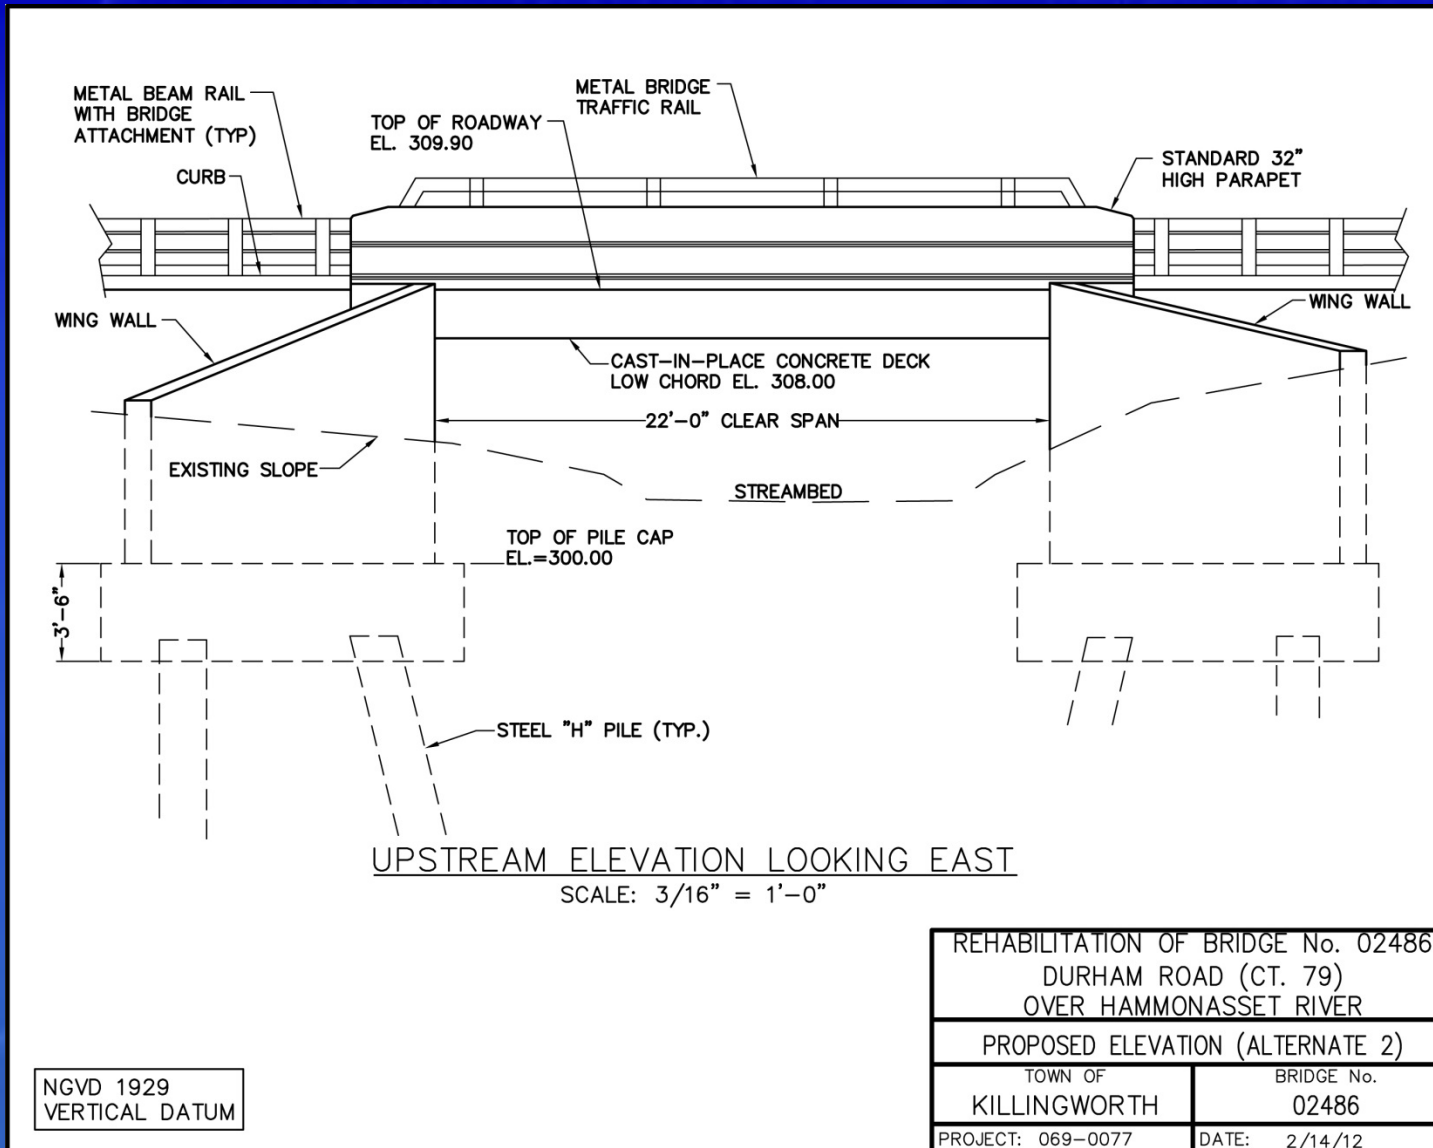 METAL BEAM RAIL
WITH BRIDGE
ATTACHMENT (TYP)
METAL BRIDGE
TRAFFIC RAIL
TOP OF ROADWAY
EL. 309.90
STANDARD 32"
HIGH PARAPET
CURB
WING WALL
WING WALL
CAST-IN-PLACE CONCRETE DECK
LOW CHORD EL. 308.00
22'-0" CLEAR SPAN
EXISTING SLOPE
STREAMBED
TOP OF PILE CAP
EL.=300.00
3'-6"
STEEL "H" PILE (TYP.)
UPSTREAM ELEVATION LOOKING EAST
SCALE: 3/16" = 1'-0"
REHABILITATION OF BRIDGE No. 02486
DURHAM ROAD (CT. 79)
OVER HAMMONASSET RIVER
PROPOSED ELEVATION (ALTERNATE 2)
TOWN OF
KILLINGWORTH
BRIDGE No.
02486
PROJECT: 069-0077
DATE: 2/14/12
NGVD 1929
VERTICAL DATUM